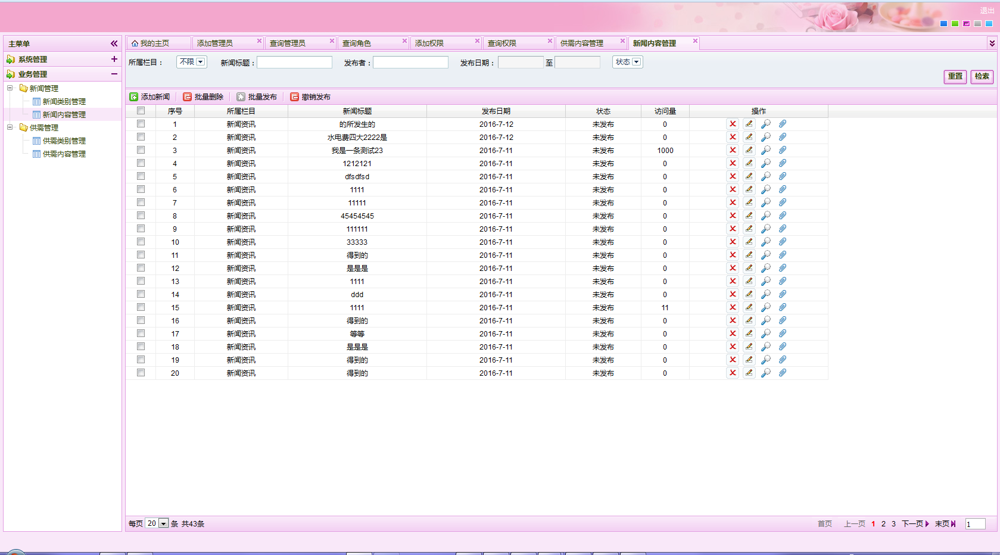 退出
主菜单
系统管理
业务管理
新闻管理
新闻类别管理
新闻内容管理
供需管理
供需类别管理
供需内容管理
我的主页 添加管理员 查询管理员 查询角色 添加权限 查询权限 供需内容管理 新闻内容管理
所属栏目： 不限 新闻标题： 发布者： 发布日期： 至 状态
重置 检索
添加新闻 批量删除 批量发布 撤销发布
序号 所属栏目 新闻标题 发布日期 状态 访问量 操作
1 新闻资讯 的所发生的 2016-7-12 未发布 0
2 新闻资讯 水电费四大2222是 2016-7-12 未发布 0
3 新闻资讯 我是一条测试23 2016-7-11 未发布 1000
4 新闻资讯 1212121 2016-7-11 未发布 0
5 新闻资讯 dfsdfsd 2016-7-11 未发布 0
6 新闻资讯 1111 2016-7-11 未发布 0
7 新闻资讯 11111 2016-7-11 未发布 0
8 新闻资讯 45454545 2016-7-11 未发布 0
9 新闻资讯 111111 2016-7-11 未发布 0
10 新闻资讯 33333 2016-7-11 未发布 0
11 新闻资讯 得到的 2016-7-11 未发布 0
12 新闻资讯 是是是 2016-7-11 未发布 0
13 新闻资讯 1111 2016-7-11 未发布 0
14 新闻资讯 ddd 2016-7-11 未发布 0
15 新闻资讯 1111 2016-7-11 未发布 11
16 新闻资讯 得到的 2016-7-11 未发布 0
17 新闻资讯 等等 2016-7-11 未发布 0
18 新闻资讯 是是是 2016-7-11 未发布 0
19 新闻资讯 得到的 2016-7-11 未发布 0
20 新闻资讯 得到的 2016-7-11 未发布 0
每页 20 条 共43条 首页 上一页 1 2 3 下一页 末页 1